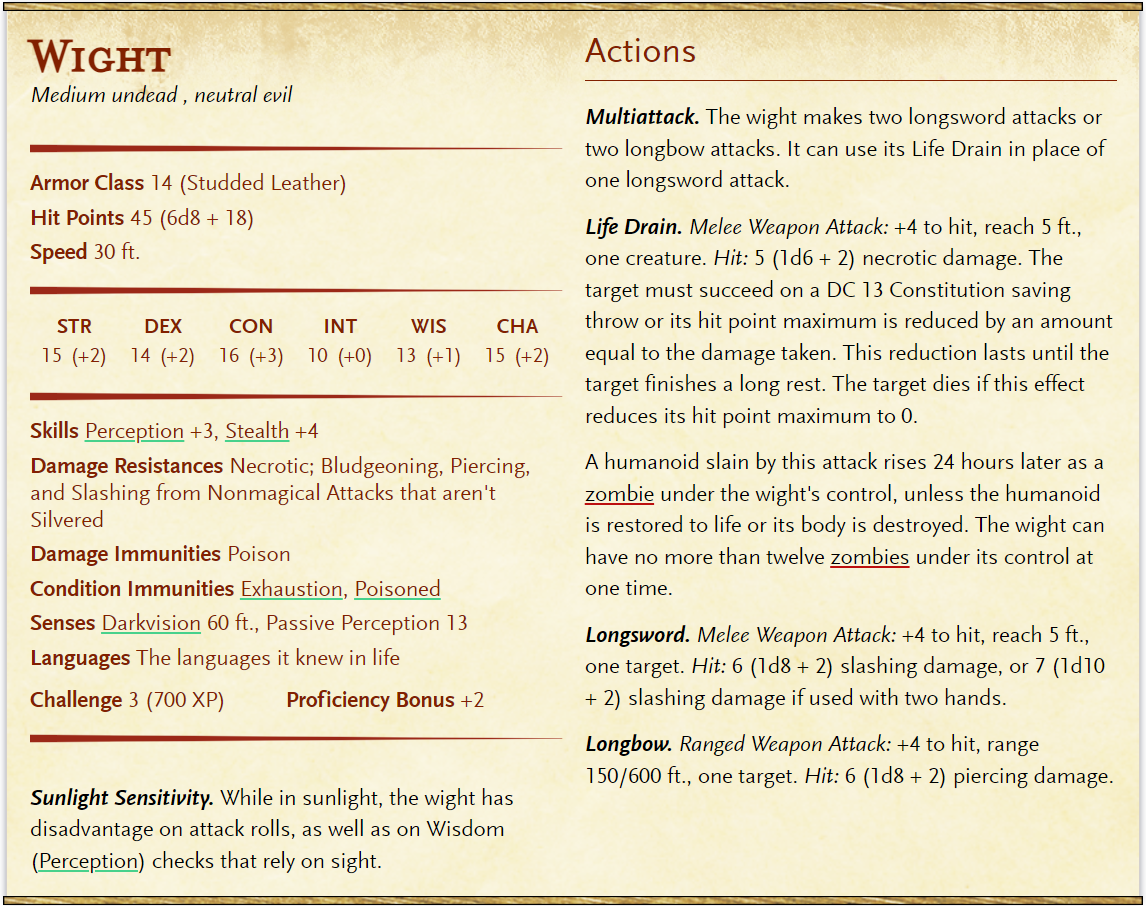 Wight
Medium undead , neutral evil
Armor Class 14 (Studded Leather)
Hit Points 45 (6d8 + 18)
Speed 30 ft.
STR DEX CON INT WIS CHA
15 (+2) 14 (+2) 16 (+3) 10 (+0) 13 (+1) 15 (+2)
Skills Perception +3, Stealth +4
Damage Resistances Necrotic; Bludgeoning, Piercing,
and Slashing from Nonmagical Attacks that aren't
Silvered
Damage Immunities Poison
Condition Immunities Exhaustion, Poisoned
Senses Darkvision 60 ft., Passive Perception 13
Languages The languages it knew in life
Challenge 3 (700 XP) Proficiency Bonus +2
Sunlight Sensitivity. While in sunlight, the wight has
disadvantage on attack rolls, as well as on Wisdom
(Perception) checks that rely on sight.
Actions
Multiattack. The wight makes two longsword attacks or
two longbow attacks. It can use its Life Drain in place of
one longsword attack.
Life Drain. Melee Weapon Attack: +4 to hit, reach 5 ft.,
one creature. Hit: 5 (1d6 + 2) necrotic damage. The
target must succeed on a DC 13 Constitution saving
throw or its hit point maximum is reduced by an amount
equal to the damage taken. This reduction lasts until the
target finishes a long rest. The target dies if this effect
reduces its hit point maximum to 0.
A humanoid slain by this attack rises 24 hours later as a
zombie under the wight's control, unless the humanoid
is restored to life or its body is destroyed. The wight can
have no more than twelve zombies under its control at
one time.
Longsword. Melee Weapon Attack: +4 to hit, reach 5 ft.,
one target. Hit: 6 (1d8 + 2) slashing damage, or 7 (1d10
+ 2) slashing damage if used with two hands.
Longbow. Ranged Weapon Attack: +4 to hit, range
150/600 ft., one target. Hit: 6 (1d8 + 2) piercing damage.